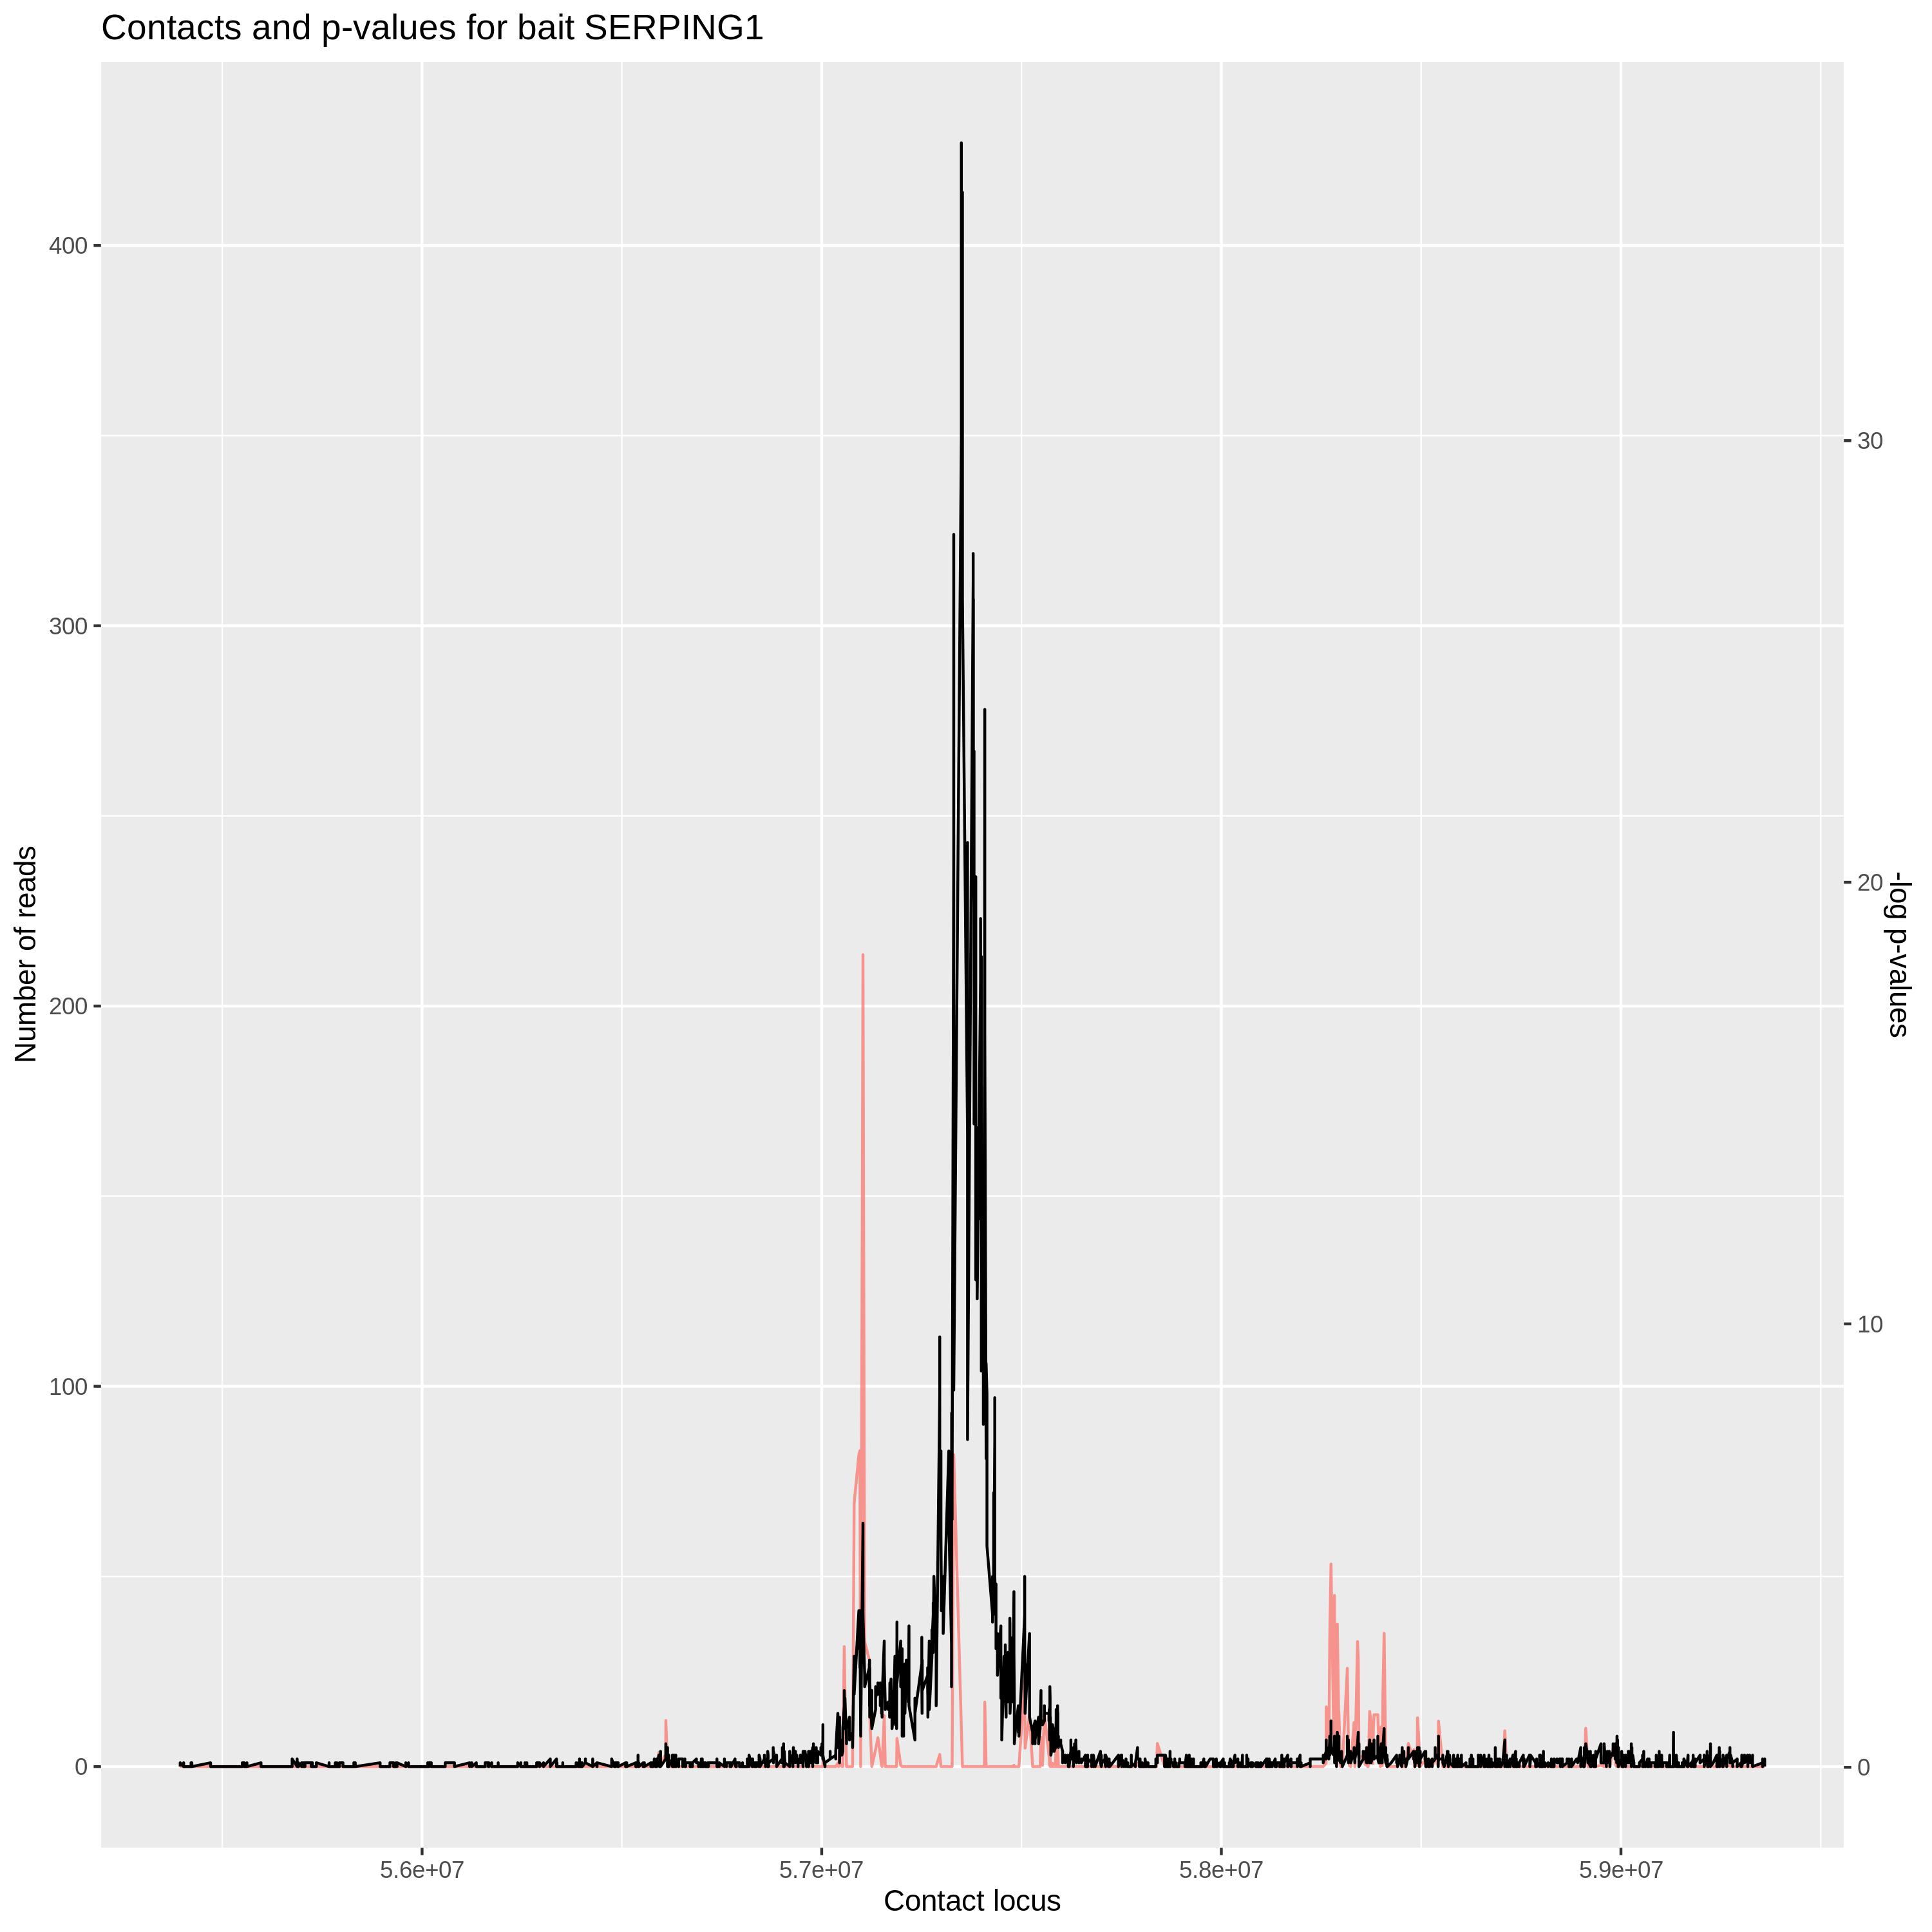 Contacts and p-values for bait SERPING1
400
300
200
100
0
Number of reads
30
20
10
0
-log p-values
5.6e+07 5.7e+07 5.8e+07 5.9e+07
Contact locus